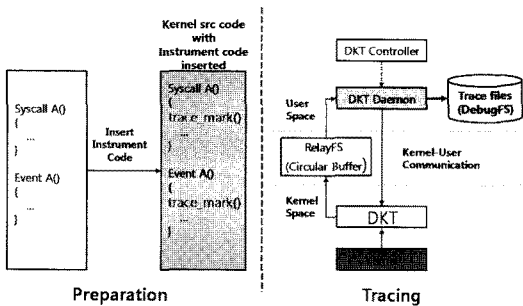 Kernel src code
with
Instrument code
inserted
Syscall A()
{
...
}
Event A()
{
...
}
Insert
Instrument
Code
Syscall A()
{
trace_mark()
...
}
Event A()
{
trace_mark()
...
}
Preparation
DKT Controller
DKT Daemon
Trace files
(DebugFS)
User
Space
RelayFS
(Circular Buffer)
Kernel-User
Communication
Kernel
Space
DKT
Tracing